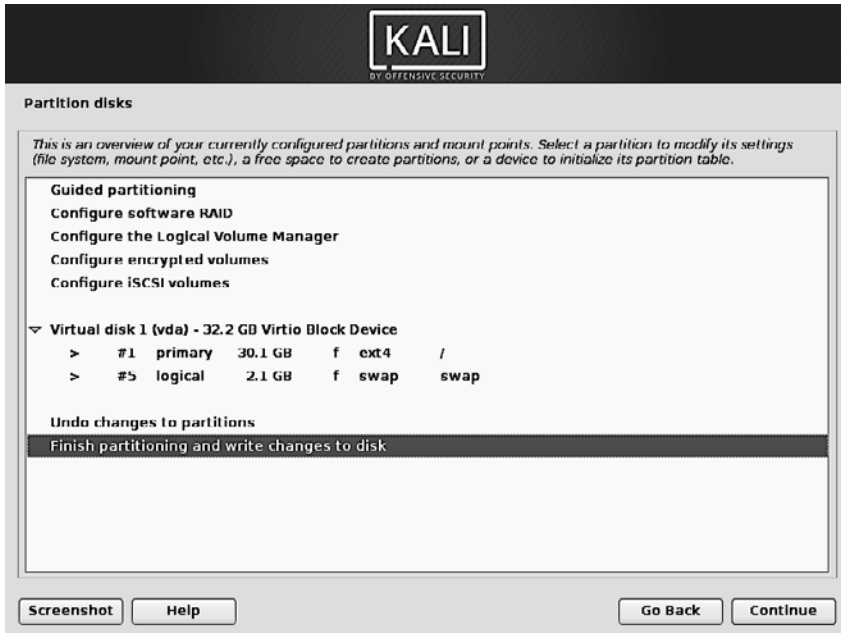 KALI
BY OFFENSIVE SECURITY
Partition disks
This is an overview of your currently configured partitions and mount points. Select a partition to modify its settings
(file system, mount point, etc.), a free space to create partitions, or a device to initialize its partition table.
Guided partitioning
Configure software RAID
Configure the Logical Volume Manager
Configure encrypted volumes
Configure iSCSI volumes
Virtual disk 1 (vda) - 32.2 GB Virtio Block Device
> #1 primary 30.1 GB f ext4 /
> #5 logical 2.1 GB f swap swap
Undo changes to partitions
Finish partitioning and write changes to disk
Screenshot Help Go Back Continue